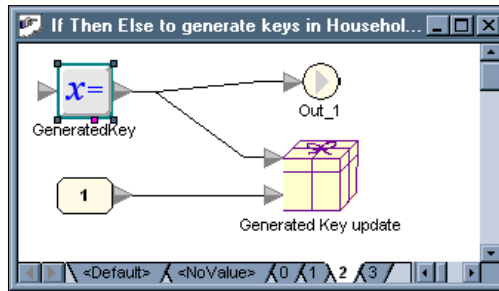 If Then Else to generate keys in Househol...
x=
GeneratedKey
Out_1
1
Generated Key update
<Default> <NoValue> 0 1 2 3